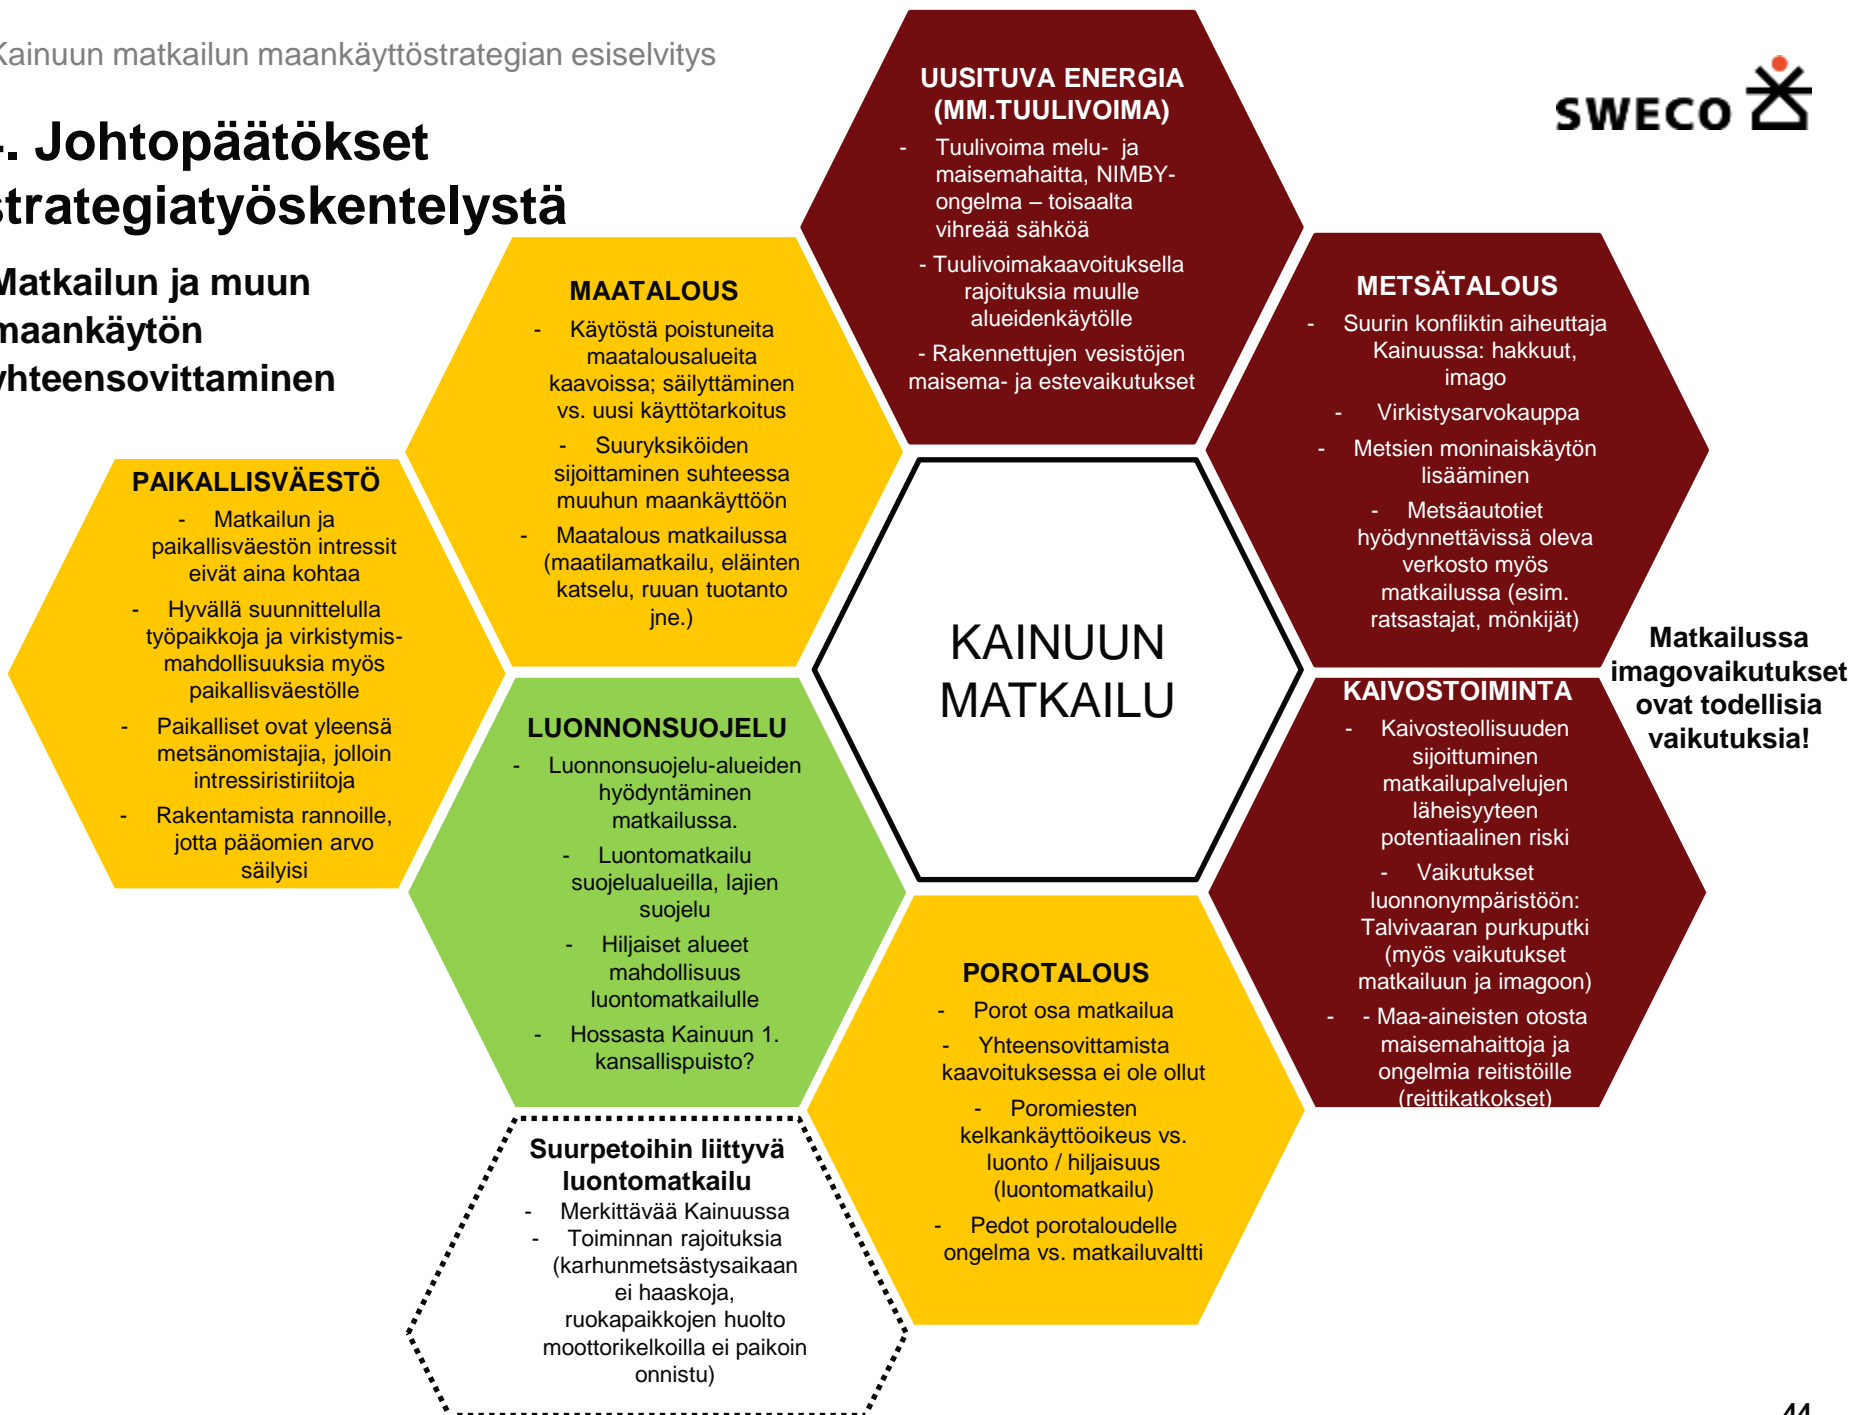 Kainuun matkailun maankäyttöstrategian esiselvitys
SWECO
4. Johtopäätökset
strategiatyöskentelystä
Matkailun ja muun
maankäytön
yhteensovittaminen
UUSITUVA ENERGIA
(MM.TUULIVOIMA)
- Tuulivoima melu- ja
maisemahaitta, NIMBY-
ongelma – toisaalta
vihreää sähköä
- Tuulivoimakaavoituksella
rajoituksia muulle
alueidenkäytölle
- Rakennettujen vesistöjen
maisema- ja estevaikutukset
MAATALOUS
- Käytöstä poistuneita
maatalousalueita
kaavoissa; säilyttäminen
vs. uusi käyttötarkoitus
- Suuryksiköiden
sijoittaminen suhteessa
muuhun maankäyttöön
- Maatalous matkailussa
(maatilamatkailu, eläinten
katselu, ruuan tuotanto
jne.)
METSÄTALOUS
- Suurin konfliktin aiheuttaja
Kainuussa: hakkuut,
imago
- Virkistysarvokauppa
- Metsien moninaiskäytön
lisääminen
- Metsäautotiet
hyödynnettävissä oleva
verkosto myös
matkailussa (esim.
ratsastajat, mönkijät)
PAIKALLISVÄESTÖ
- Matkailun ja
paikallisväestön intressit
eivät aina kohtaa
- Hyvällä suunnittelulla
työpaikkoja ja virkistymis-
mahdollisuuksia myös
paikallisväestölle
- Paikalliset ovat yleensä
metsänomistajia, jolloin
intressiristiriitoja
- Rakentamista rannoille,
jotta pääomien arvo
säilyisi
KAINUUN
MATKAILU
Matkailussa
imagovaikutukset
ovat todellisia
vaikutuksia!
LUONNONSUOJELU
- Luonnonsuojelu-alueiden
hyödyntäminen
matkailussa.
- Luontomatkailu
suojelualueilla, lajien
suojelu
- Hiljaiset alueet
mahdollisuus
luontomatkailulle
- Hossasta Kainuun 1.
kansallispuisto?
KAIVOSTOIMINTA
- Kaivosteollisuuden
sijoittuminen
matkailupalvelujen
läheisyyteen
potentiaalinen riski
- Vaikutukset
luonnonympäristöön:
Talvivaaran purkuputki
(myös vaikutukset
matkailuun ja imagoon)
- - Maa-aineisten otosta
maisemahaittoja ja
ongelmia reitistöille
(reittikatkokset)
POROTALOUS
- Porot osa matkailua
- Yhteensovittamista
kaavoituksessa ei ole ollut
- Poromiesten
kelkankäyttöoikeus vs.
luonto / hiljaisuus
(luontomatkailu)
- Pedot porotaloudelle
ongelma vs. matkailuvaltti
Suurpetoihin liittyvä
luontomatkailu
- Merkittävää Kainuussa
- Toiminnan rajoituksia
(karhunmetsästysaikaan
ei haaskoja,
ruokapaikkojen huolto
moottorikelkoilla ei paikoin
onnistu)
44